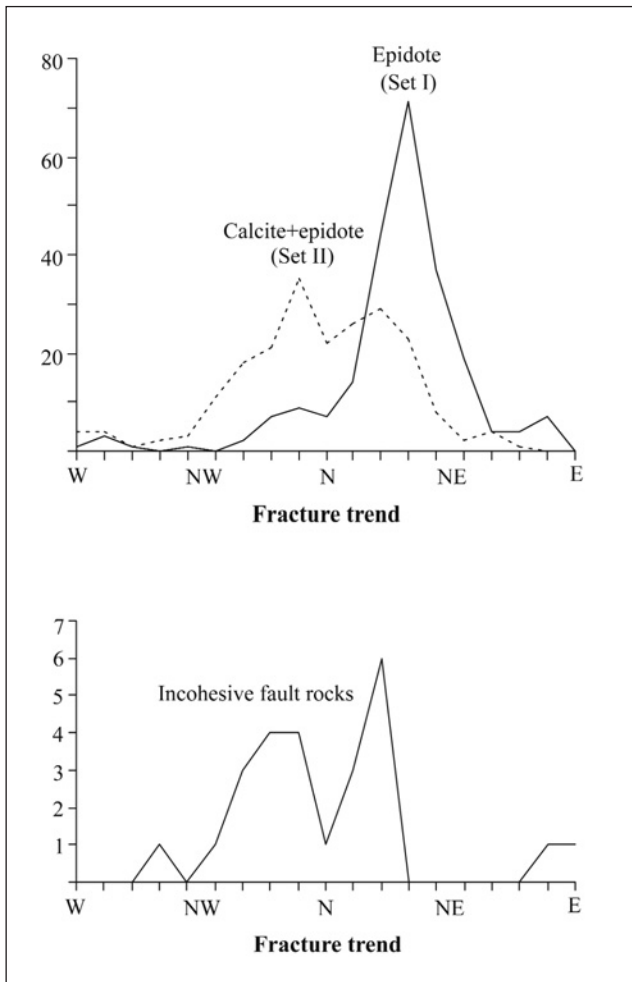 80
Epidote
(Set I)
60
Calcite+epidote
(Set II)
40
20
W NW N NE E
Fracture trend
7
6
Incohesive fault rocks
5
4
3
2
1
W NW N NE E
Fracture trend